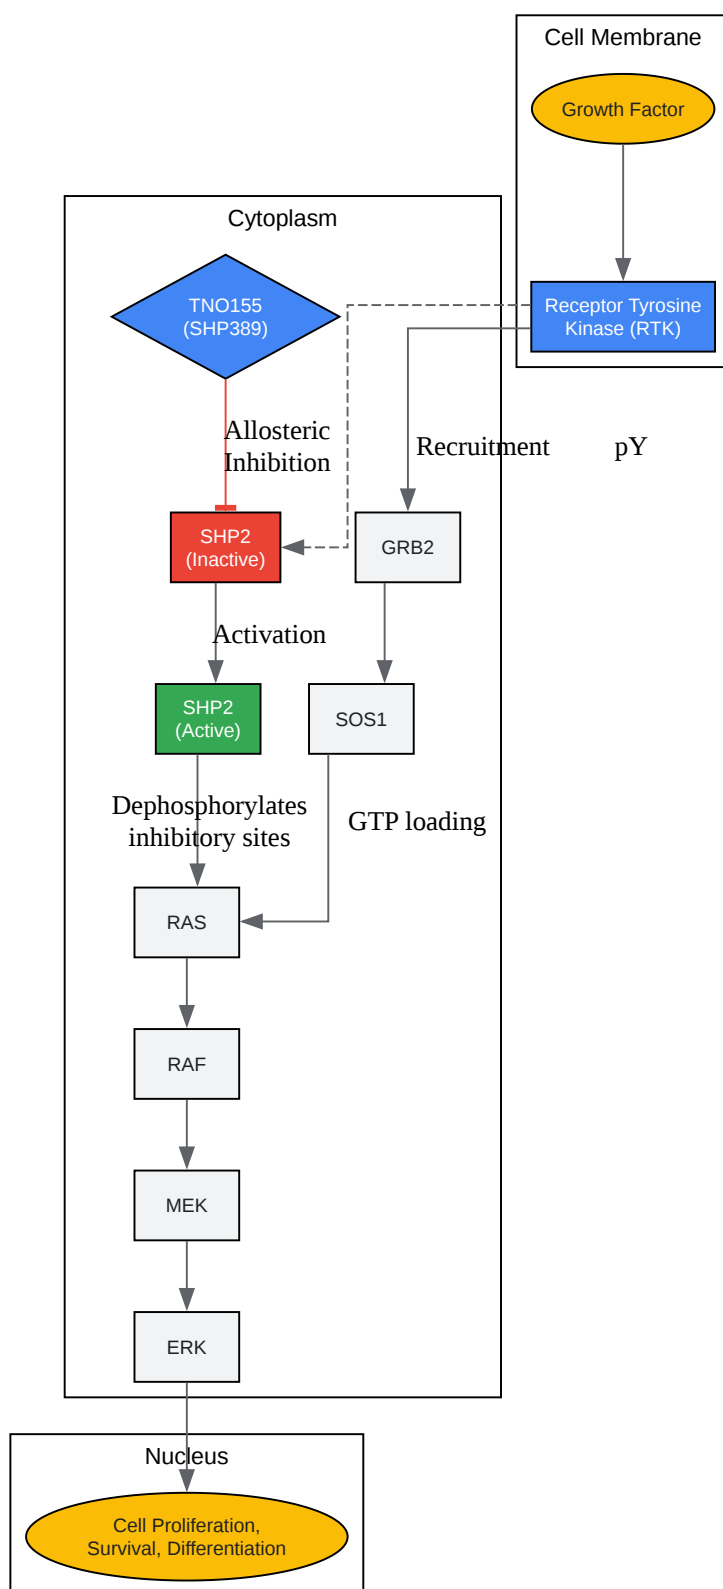 Cell Membrane
Growth Factor
Cytoplasm
TNO155
(SHP389)
Receptor Tyrosine
Kinase (RTK)
Allosteric
Inhibition
Recruitment
pY
SHP2
(Inactive)
GRB2
Activation
SHP2
(Active)
SOS1
Dephosphorylates
inhibitory sites
GTP loading
RAS
RAF
MEK
ERK
Nucleus
Cell Proliferation,
Survival, Differentiation